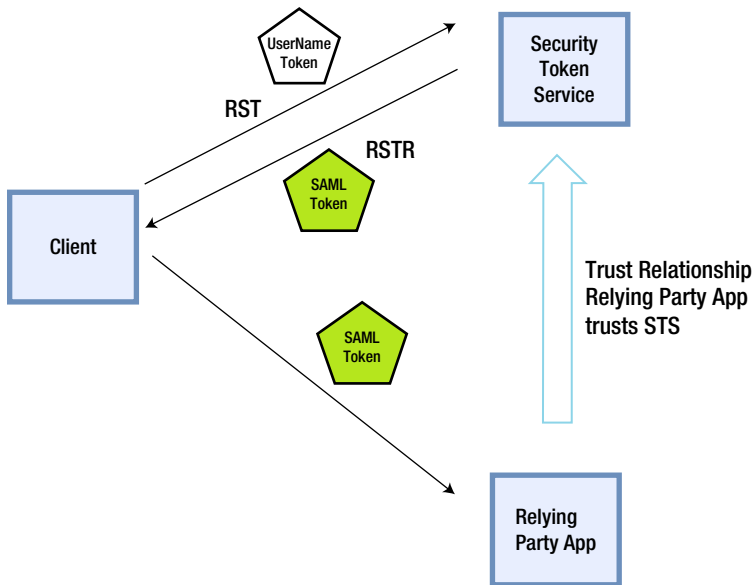 UserName
Token
Security
Token
Service
RST
RSTR
SAML
Token
Client
Trust Relationship
Relying Party App
trusts STS
SAML
Token
Relying
Party App